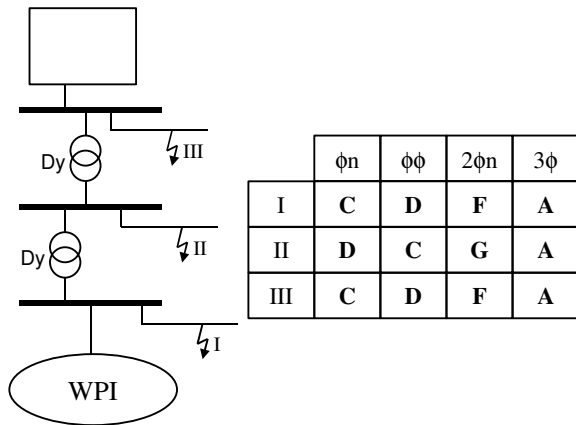 III
Dy
II
Dy
I
WPI
ϕn ϕϕ 2ϕn 3ϕ
I C D F A
II D C G A
III C D F A